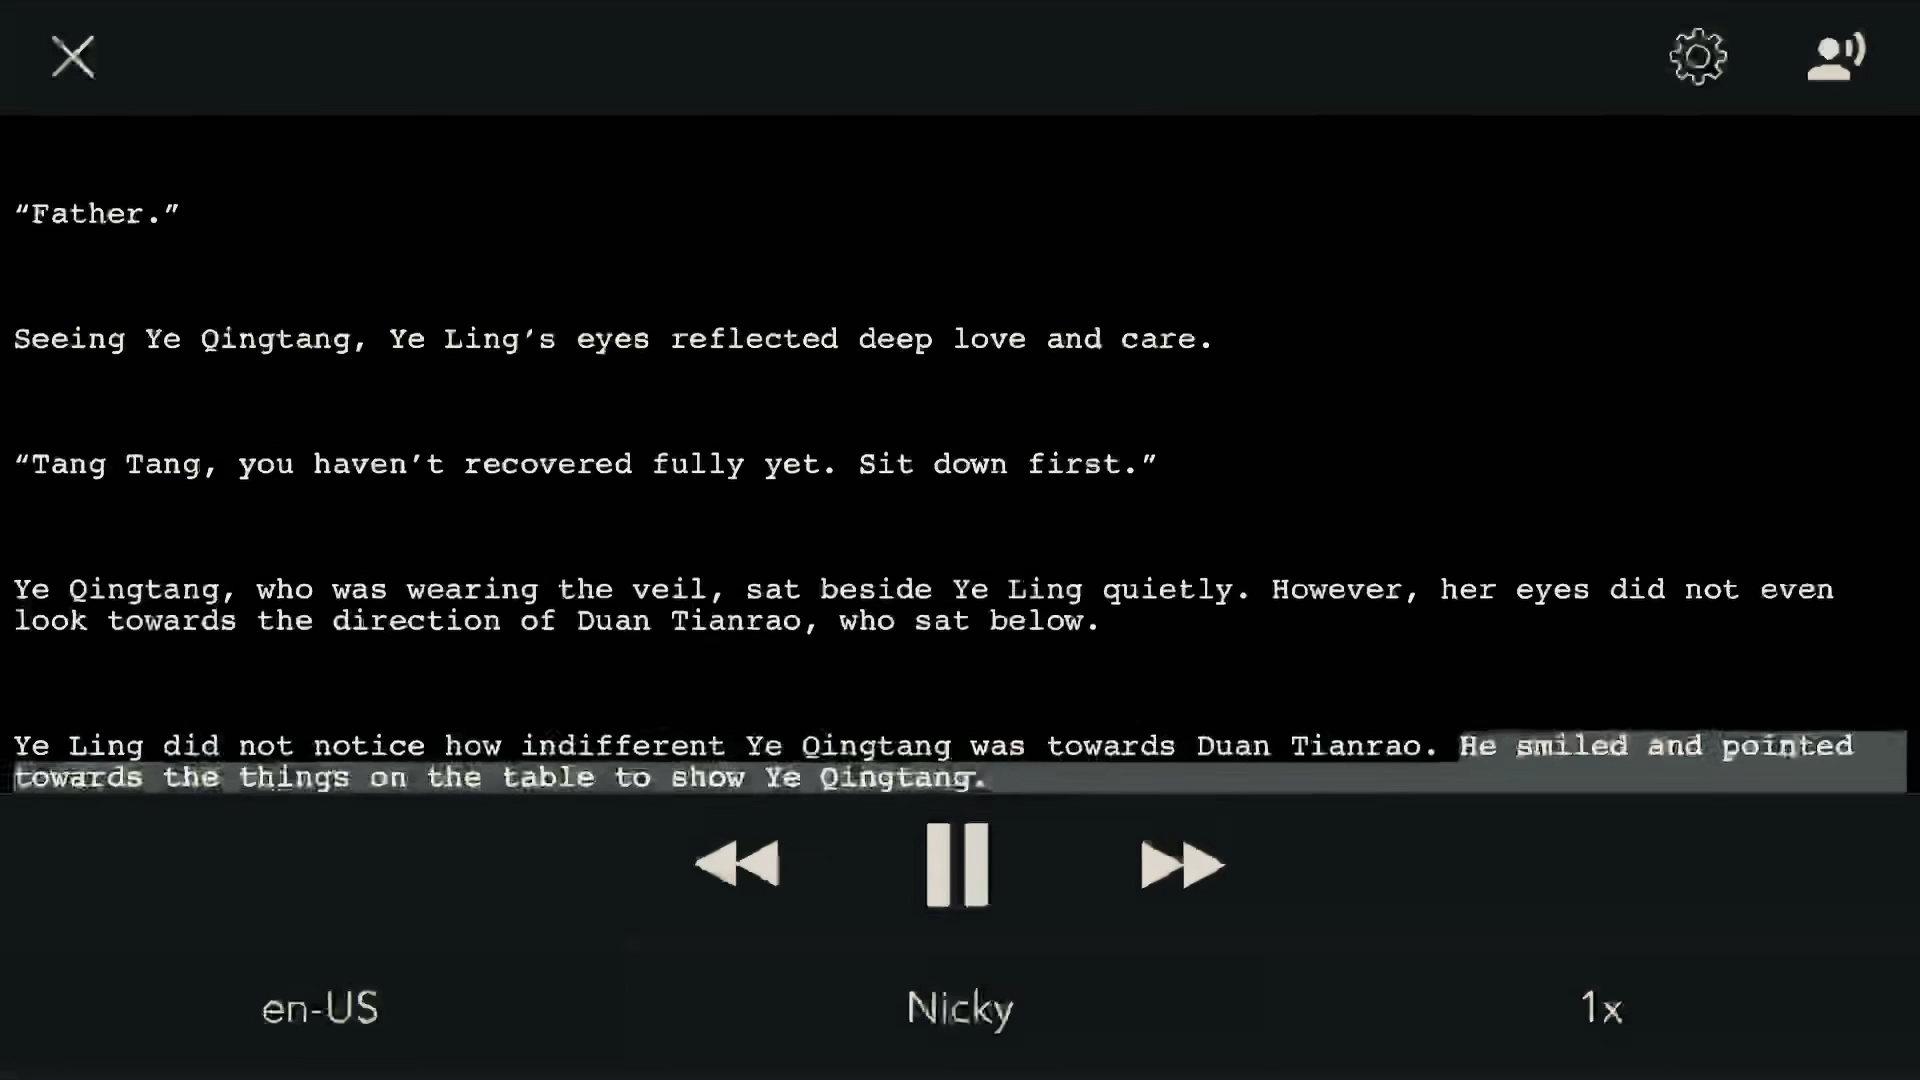 “Father.”
Seeing Ye Qingtang, Ye Ling’s eyes reflected deep love and care.
“Tang Tang, you haven’t recovered fully yet. Sit down first.”
Ye Qingtang, who was wearing the veil, sat beside Ye Ling quietly. However, her eyes did not even
look towards the direction of Duan Tianrao, who sat below.
Ye Ling did not notice how indifferent Ye Qingtang was towards Duan Tianrao. He smiled and pointed
towards the things on the table to show Ye Qingtang.
en-US
Nicky
1x